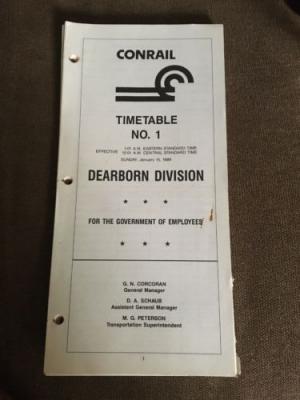 CONRAIL
TIMETABLE
NO. 1
EFFECTIVE 1:01 A.M. EASTERN STANDARD TIME
12:01 A.M. CENTRAL STANDARD TIME
SUNDAY, January 15, 1989
DEARBORN DIVISION
* * *
FOR THE GOVERNMENT OF EMPLOYEES
* * *
G. N. CORCORAN
General Manager
D. A. SCHAUB
Assistant General Manager
M. G. PETERSON
Transportation Superintendent
1